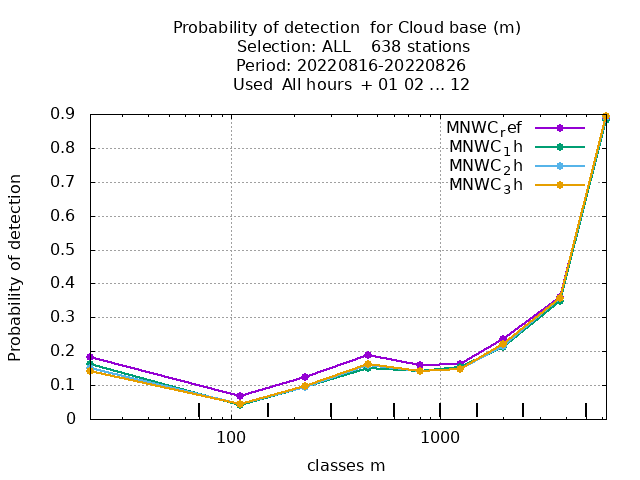 Probability of detection  for Cloud base (m)
Selection: ALL    638 stations
Period: 20220816-20220826
Used  All hours  + 01 02 ... 12
MNWC_ref
MNWC_1h
MNWC_2h
MNWC_3h
0.9
0.8
0.7
0.6
0.5
0.4
0.3
0.2
0.1
0
Probability of detection
100
1000
classes m